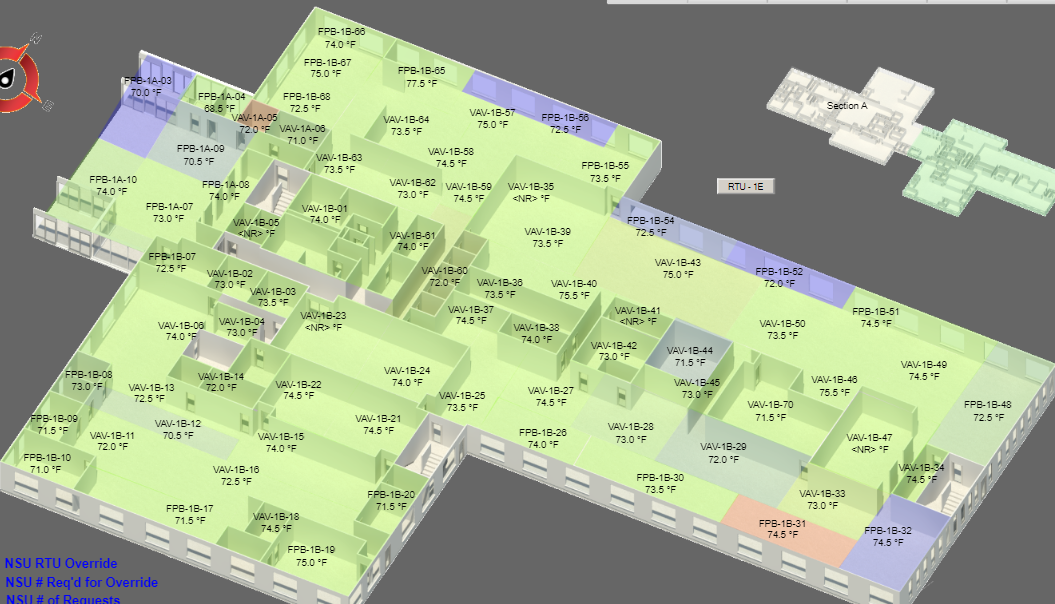 FPB-1B-66
74.0 °F
VAV-1B-67
75.0 °F
FPB-1B-65
77.5 °F
FPB-1A-03
70.0 °F
FPB-1A-04
68.5 °F
VAV-1B-68
72.5 °F
VAV-1A-05
72.0 °F
VAV-1A-06
71.0 °F
VAV-1B-64
73.5 °F
VAV-1B-57
75.0 °F
FPB-1B-56
72.5 °F
Section A
FPB-1A-09
70.5 °F
VAV-1B-63
73.5 °F
VAV-1B-58
74.5 °F
FPB-1B-55
73.5 °F
FPB-1A-10
74.0 °F
FPB-1A-08
74.0 °F
VAV-1B-62
73.0 °F
VAV-1B-59
74.5 °F
VAV-1B-35
<NR> °F
RTU - 1E
FPB-1A-07
73.0 °F
VAV-1B-01
74.0 °F
VAV-1B-05
<NR> °F
VAV-1B-61
74.0 °F
VAV-1B-39
73.5 °F
FPB-1B-54
72.5 °F
FPB-1B-07
72.5 °F
VAV-1B-02
73.0 °F
VAV-1B-03
73.5 °F
VAV-1B-60
72.0 °F
VAV-1B-36
73.5 °F
VAV-1B-40
75.5 °F
VAV-1B-43
75.0 °F
FPB-1B-52
72.0 °F
VAV-1B-06
74.0 °F
VAV-1B-04
73.0 °F
VAV-1B-23
<NR> °F
VAV-1B-37
74.5 °F
VAV-1B-38
74.0 °F
VAV-1B-41
<NR> °F
VAV-1B-50
73.5 °F
FPB-1B-51
74.5 °F
FPB-1B-08
73.0 °F
VAV-1B-13
72.5 °F
VAV-1B-14
72.0 °F
VAV-1B-22
74.5 °F
VAV-1B-24
74.0 °F
VAV-1B-42
73.0 °F
VAV-1B-44
71.5 °F
VAV-1B-49
74.5 °F
VAV-1B-25
73.5 °F
VAV-1B-27
74.5 °F
VAV-1B-45
73.0 °F
VAV-1B-46
75.5 °F
FPB-1B-09
71.5 °F
VAV-1B-11
72.0 °F
VAV-1B-12
70.5 °F
VAV-1B-15
74.0 °F
VAV-1B-21
74.5 °F
FPB-1B-26
74.0 °F
VAV-1B-28
73.0 °F
VAV-1B-70
71.5 °F
FPB-1B-48
72.5 °F
VAV-1B-29
72.0 °F
VAV-1B-47
<NR> °F
FPB-1B-10
71.0 °F
VAV-1B-16
72.5 °F
FPB-1B-30
73.5 °F
VAV-1B-34
74.5 °F
FPB-1B-17
71.5 °F
VAV-1B-18
74.5 °F
FPB-1B-20
71.5 °F
VAV-1B-33
73.0 °F
FPB-1B-31
74.5 °F
FPB-1B-32
74.5 °F
FPB-1B-19
75.0 °F
NSU RTU Override
NSU # Req'd for Override
NSU # of Requests